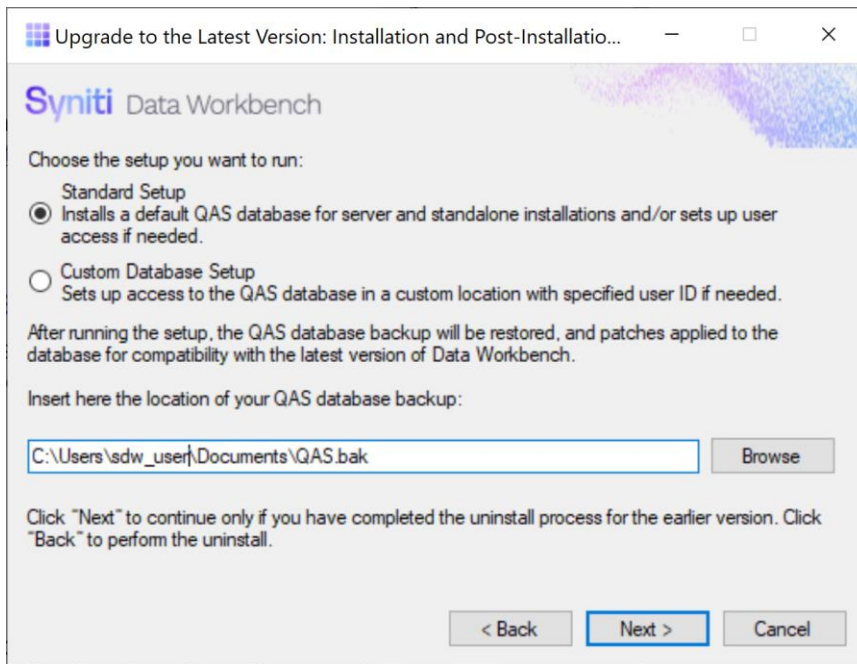 Upgrade to the Latest Version: Installation and Post-Installatio...
Syniti Data Workbench
Choose the setup you want to run:
Standard Setup
Installs a default QAS database for server and standalone installations and/or sets up user
access if needed.
Custom Database Setup
Sets up access to the QAS database in a custom location with specified user ID if needed.
After running the setup, the QAS database backup will be restored, and patches applied to the
database for compatibility with the latest version of Data Workbench.
Insert here the location of your QAS database backup:
C:\Users\sdw_user\Documents\QAS.bak
Browse
Click "Next" to continue only if you have completed the uninstall process for the earlier version. Click
"Back" to perform the uninstall.
< Back
Next >
Cancel